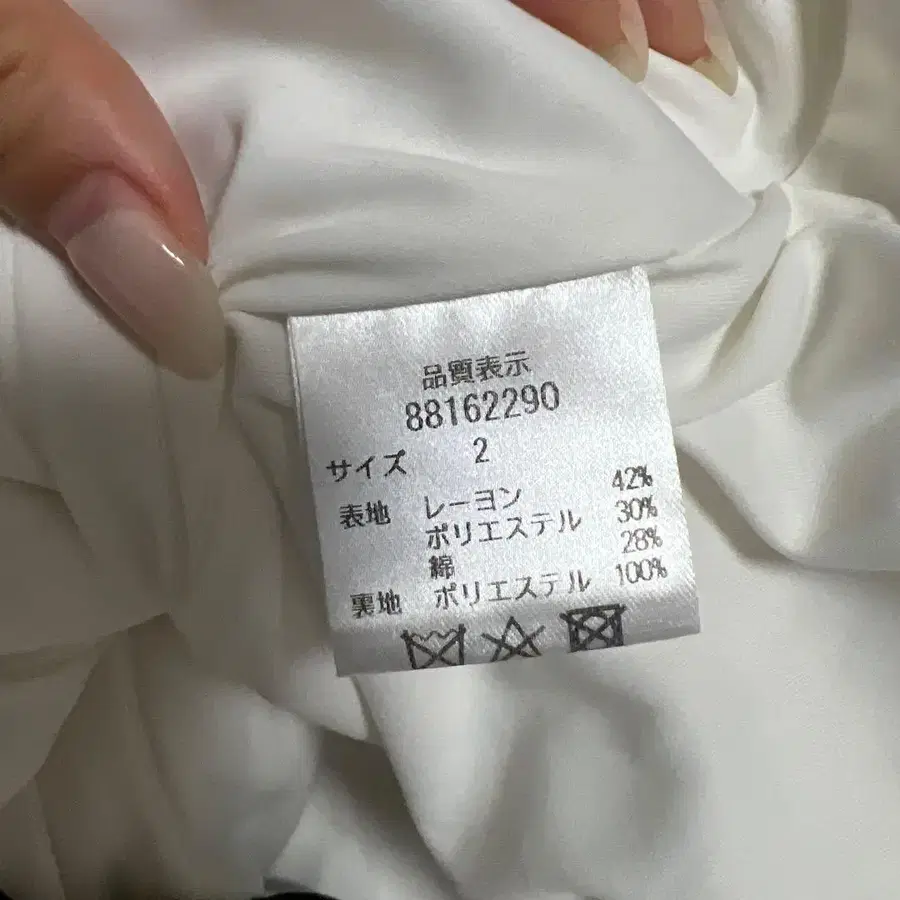 品質表示
88162290
サイズ 2
表地 レーヨン 42%
ポリエステル 30%
綿 28%
裏地 ポリエステル 100%